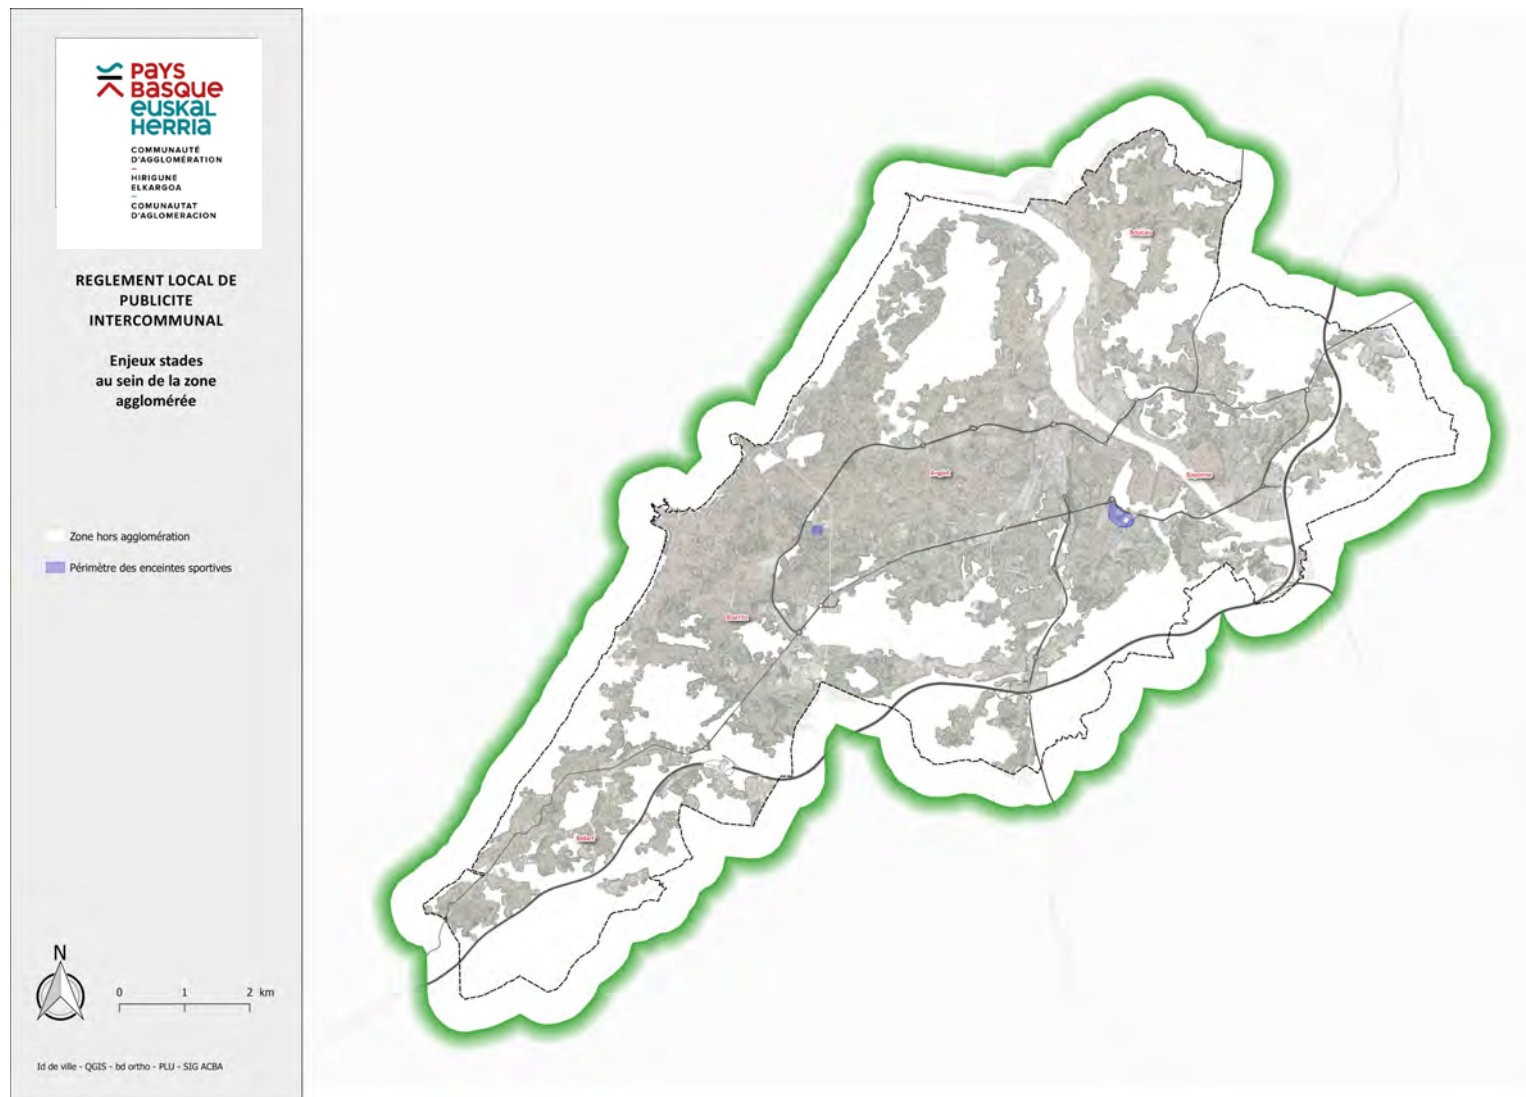 PAYS
BASQUE
EUSKAL
HERRIA
COMMUNAUTÉ
D'AGGLOMÉRATION
HIRIGUNE
ELKARGOA
COMUNAUTAT
D'AGLOMERACION
REGLEMENT LOCAL DE
PUBLICITE
INTERCOMMUNAL
Enjeux stades
au sein de la zone
agglomérée
Zone hors agglomération
Périmètre des enceintes sportives
N
0 1 2 km
Id de ville - QGIS - bd ortho - PLU - SIG ACBA
Boucau
Anglet
Bayonne
Biarritz
Bidart